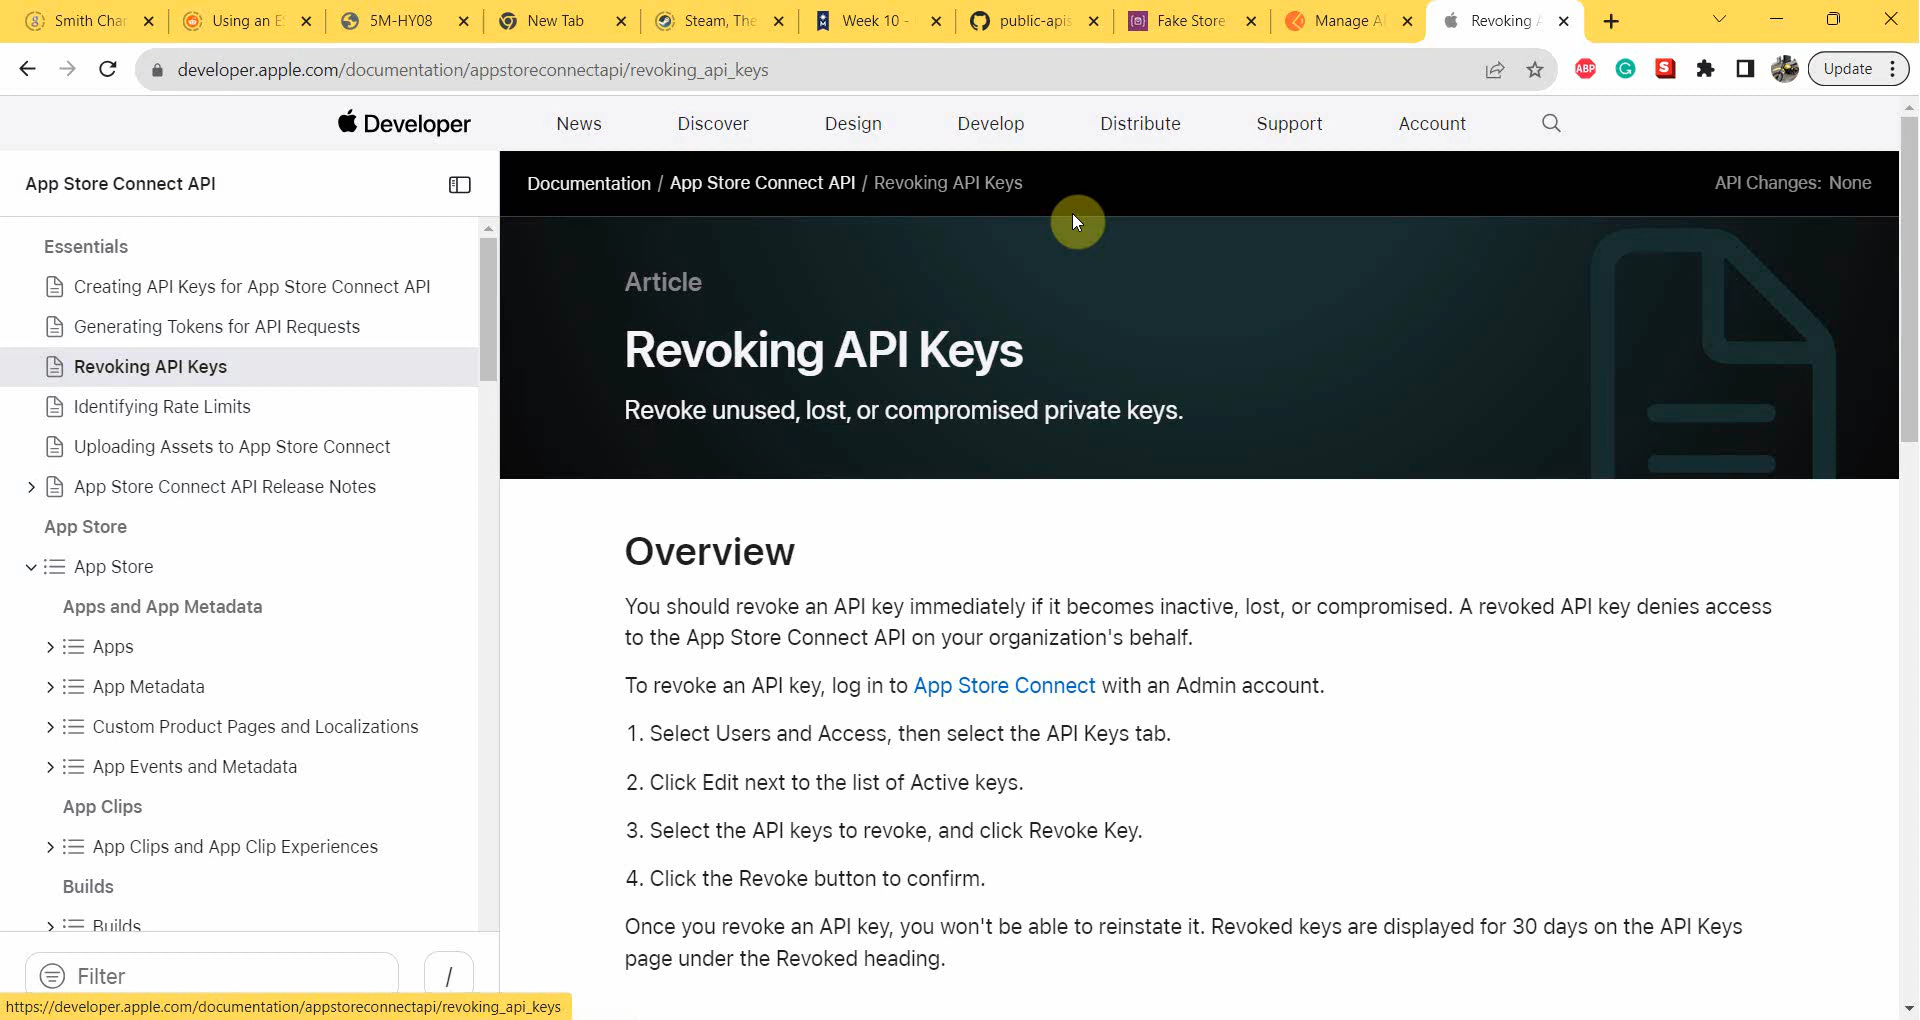 Smith Char
Using an E
5M-HY08
New Tab
Steam, The
Week 10 -
public-apis
Fake Store
Manage A
Revoking A
developer.apple.com/documentation/appstoreconnectapi/revoking_api_keys
ABP
Update
Developer
News
Discover
Design
Develop
Distribute
Support
Account
App Store Connect API
Documentation / App Store Connect API / Revoking API Keys
API Changes: None
Essentials
Creating API Keys for App Store Connect API
Generating Tokens for API Requests
Revoking API Keys
Identifying Rate Limits
Uploading Assets to App Store Connect
App Store Connect API Release Notes
App Store
App Store
Apps and App Metadata
Apps
App Metadata
Custom Product Pages and Localizations
App Events and Metadata
App Clips
App Clips and App Clip Experiences
Builds
Builds
Filter
/
https://developer.apple.com/documentation/appstoreconnectapi/revoking_api_keys
Article
Revoking API Keys
Revoke unused, lost, or compromised private keys.
Overview
You should revoke an API key immediately if it becomes inactive, lost, or compromised. A revoked API key denies access
to the App Store Connect API on your organization's behalf.
To revoke an API key, log in to App Store Connect with an Admin account.
1. Select Users and Access, then select the API Keys tab.
2. Click Edit next to the list of Active keys.
3. Select the API keys to revoke, and click Revoke Key.
4. Click the Revoke button to confirm.
Once you revoke an API key, you won't be able to reinstate it. Revoked keys are displayed for 30 days on the API Keys
page under the Revoked heading.